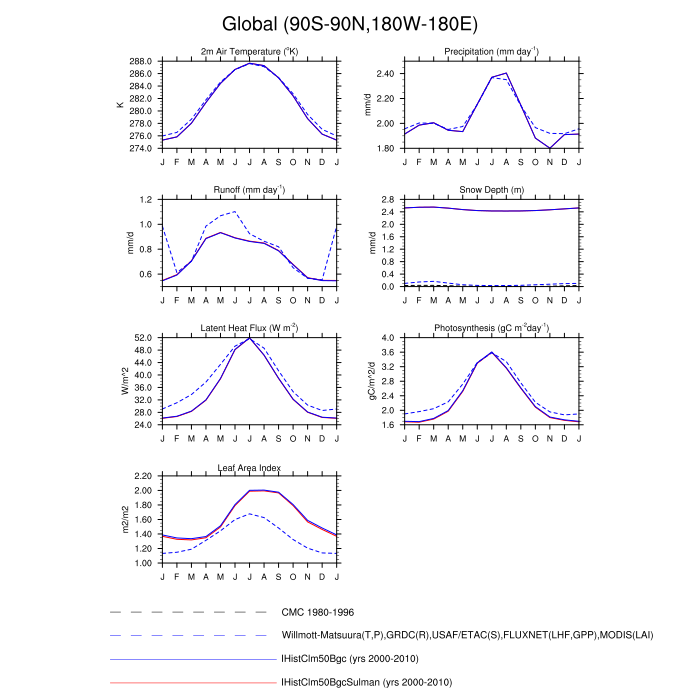 Global (90S-90N,180W-180E)
2m Air Temperature (°K)
K
288.0
286.0
284.0
282.0
280.0
278.0
276.0
274.0
J F M A M J J A S O N D J
Precipitation (mm day-1)
mm/d
2.40
2.20
2.00
1.80
J F M A M J J A S O N D J
Runoff (mm day-1)
mm/d
1.2
1.0
0.8
0.6
J F M A M J J A S O N D J
Snow Depth (m)
mm/d
2.8
2.4
2.0
1.6
1.2
0.8
0.4
0.0
J F M A M J J A S O N D J
Latent Heat Flux (W m-2)
W/m^2
52.0
48.0
44.0
40.0
36.0
32.0
28.0
24.0
J F M A M J J A S O N D J
Photosynthesis (gC m-2day-1)
gC/m^2/d
4.0
3.6
3.2
2.8
2.4
2.0
1.6
J F M A M J J A S O N D J
Leaf Area Index
m2/m2
2.20
2.00
1.80
1.60
1.40
1.20
1.00
J F M A M J J A S O N D J
CMC 1980-1996
Willmott-Matsuura(T,P),GRDC(R),USAF/ETAC(S),FLUXNET(LHF,GPP),MODIS(LAI)
IHistClm50Bgc (yrs 2000-2010)
IHistClm50BgcSulman (yrs 2000-2010)